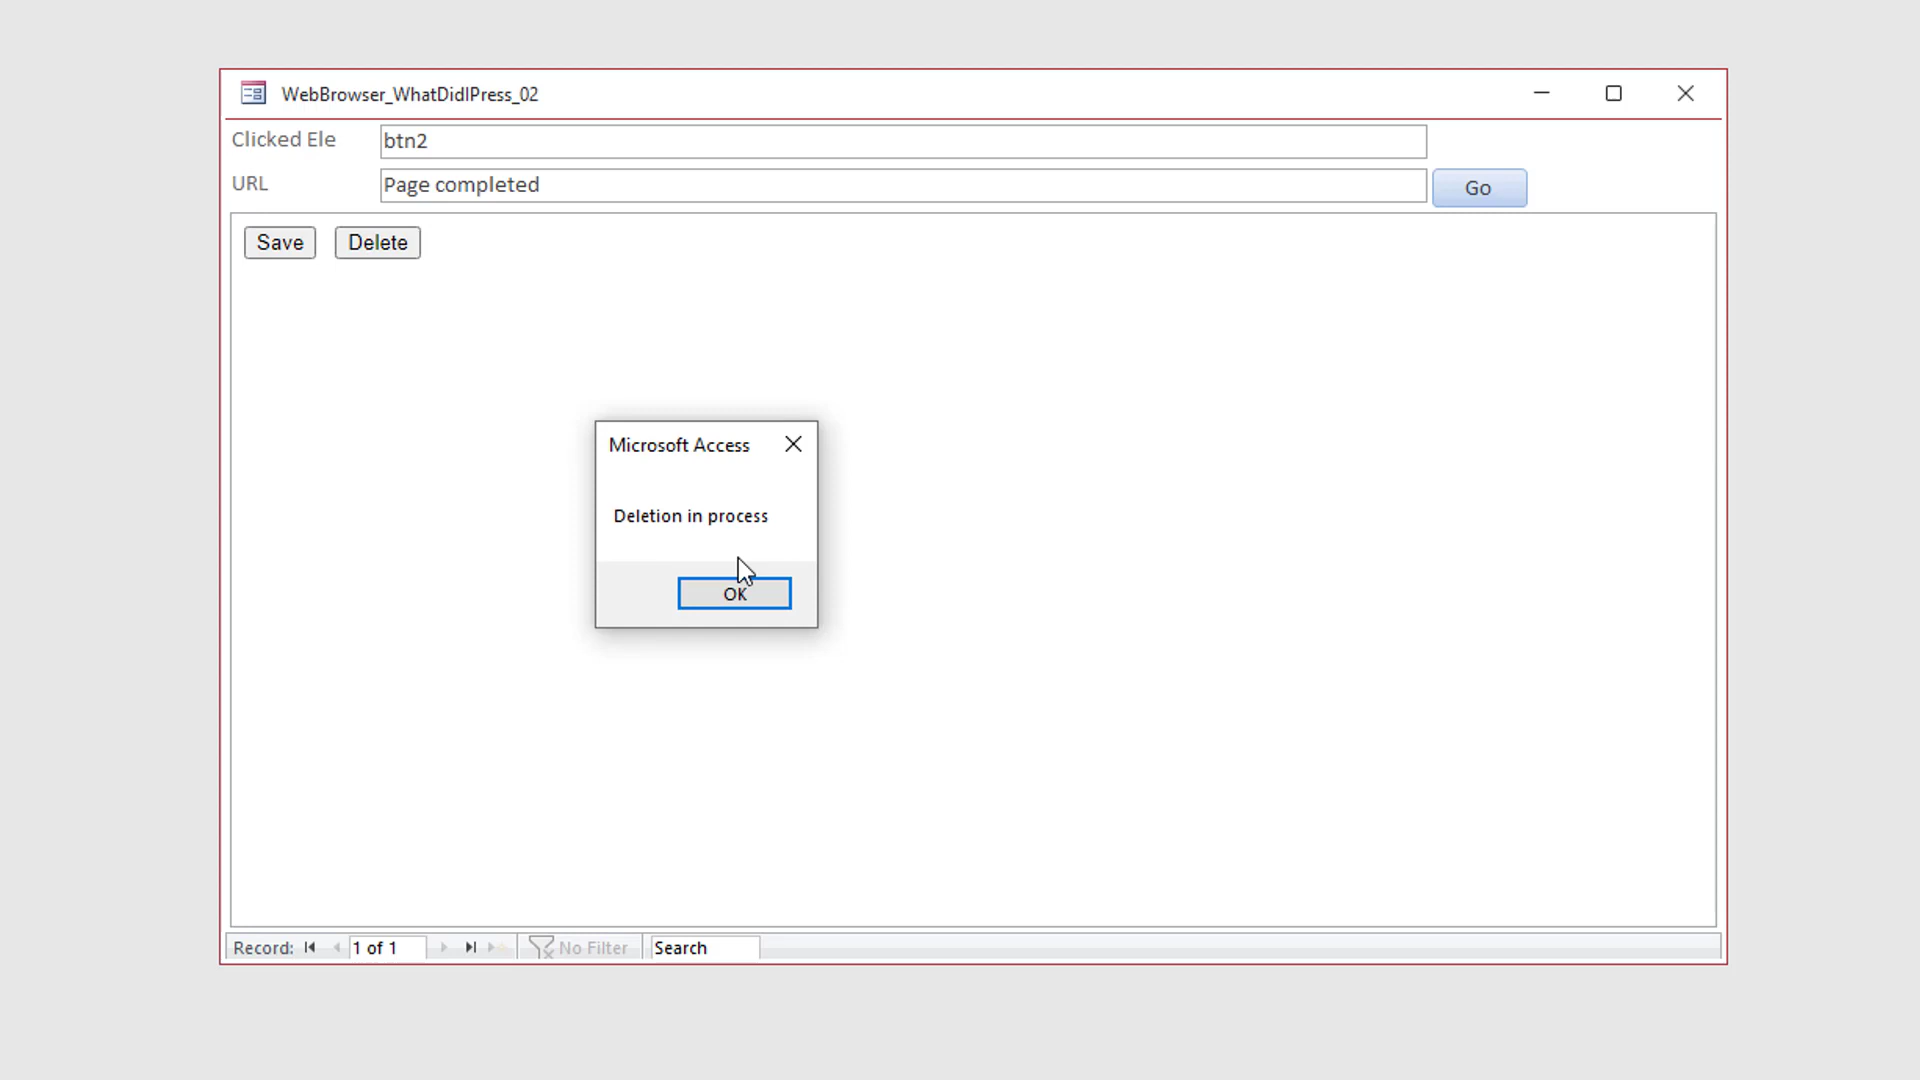 WebBrowser_WhatDidIPress_02
Clicked Ele btn2
URL Page completed Go
Save Delete
Microsoft Access
Deletion in process
OK
Record: 1 of 1 No Filter Search